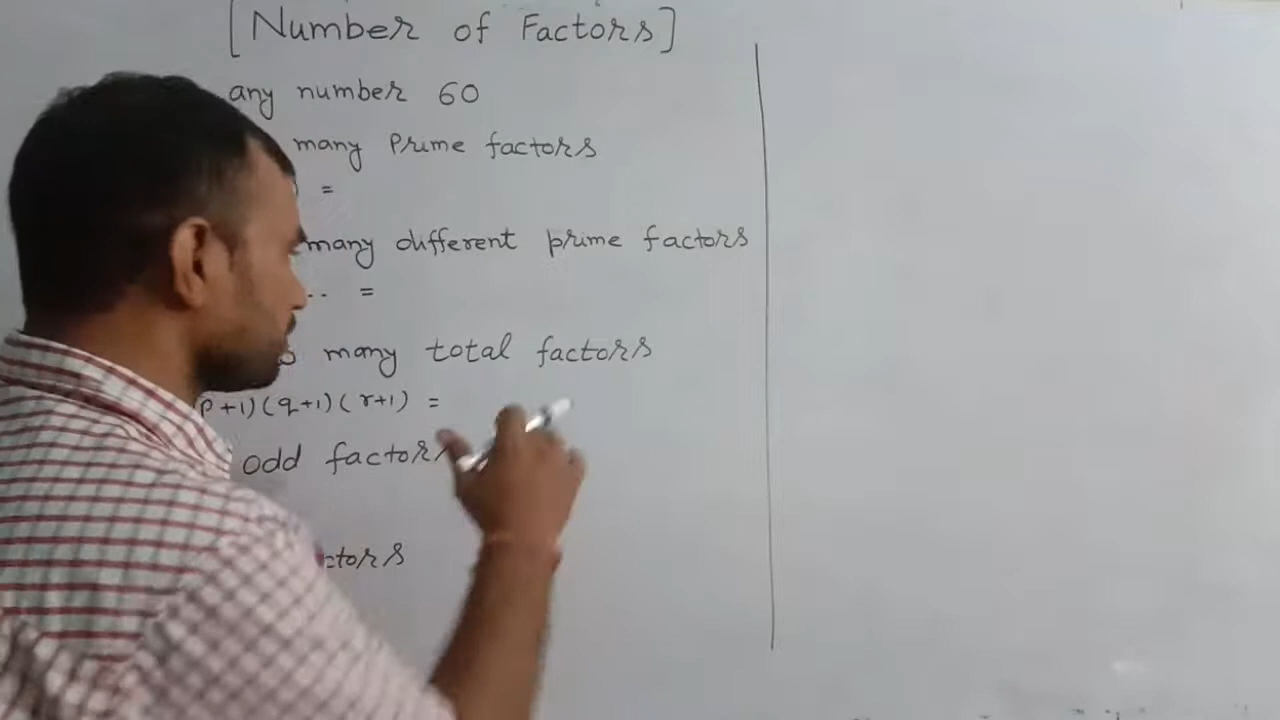 [Number of Factors]
any number 60
many Prime factors
=
many different prime factors
.. =
many total factors
p+1)(q+1)(r+1) =
odd factors
ctors